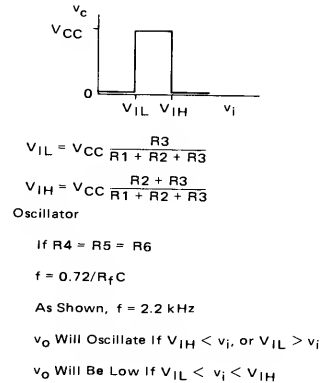 vc
VCC
0
VIL VIH vi
VIL = VCC R3 / R1 + R2 + R3
VIH = VCC R2 + R3 / R1 + R2 + R3
Oscillator
If R4 = R5 = R6
f = 0.72/RfC
As Shown, f = 2.2 kHz
vo Will Oscillate If VIH < vi, or VIL > vi
vo Will Be Low If VIL < vi < VIH